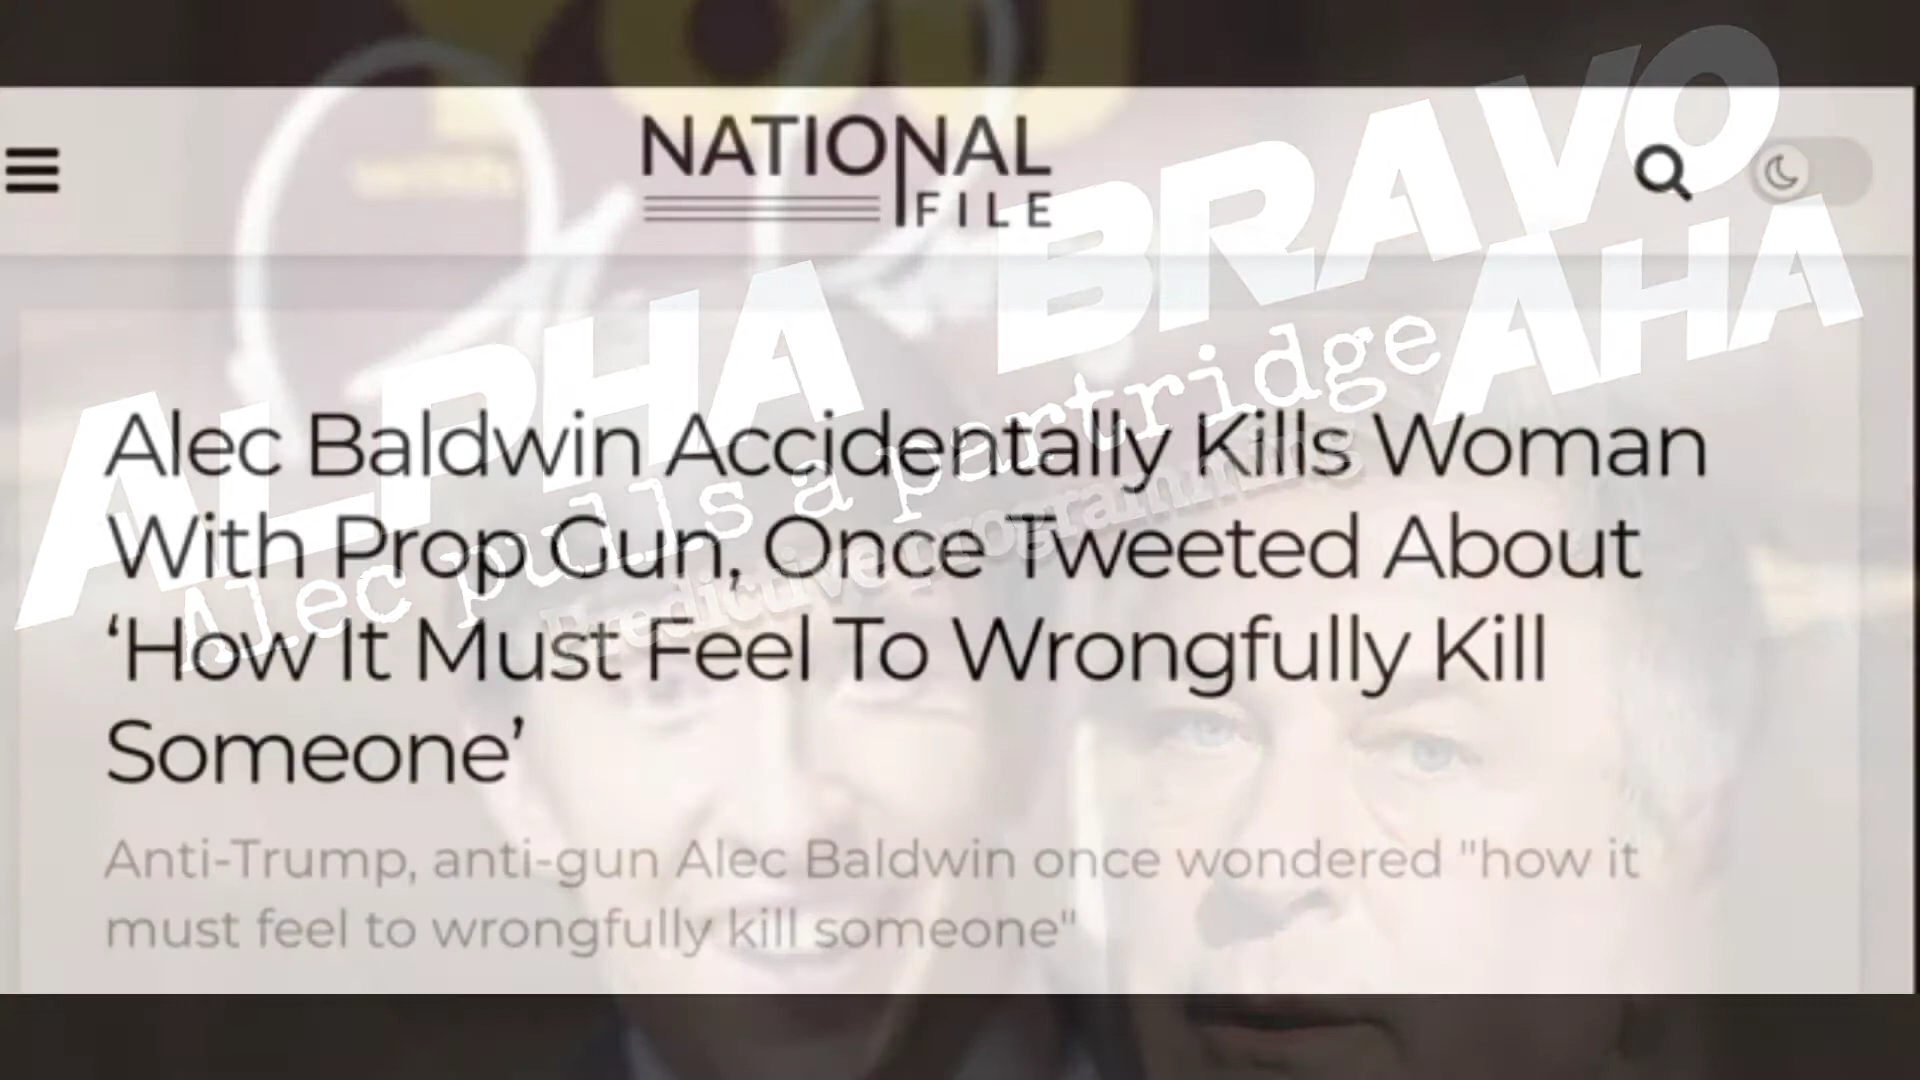 NATIONAL
FILE
ALPHA BRAVO
AHA
Alec pulls a partridge
Predictive programming
Alec Baldwin Accidentally Kills Woman
With Prop Gun, Once Tweeted About
‘How It Must Feel To Wrongfully Kill
Someone’
Anti-Trump, anti-gun Alec Baldwin once wondered "how it
must feel to wrongfully kill someone"